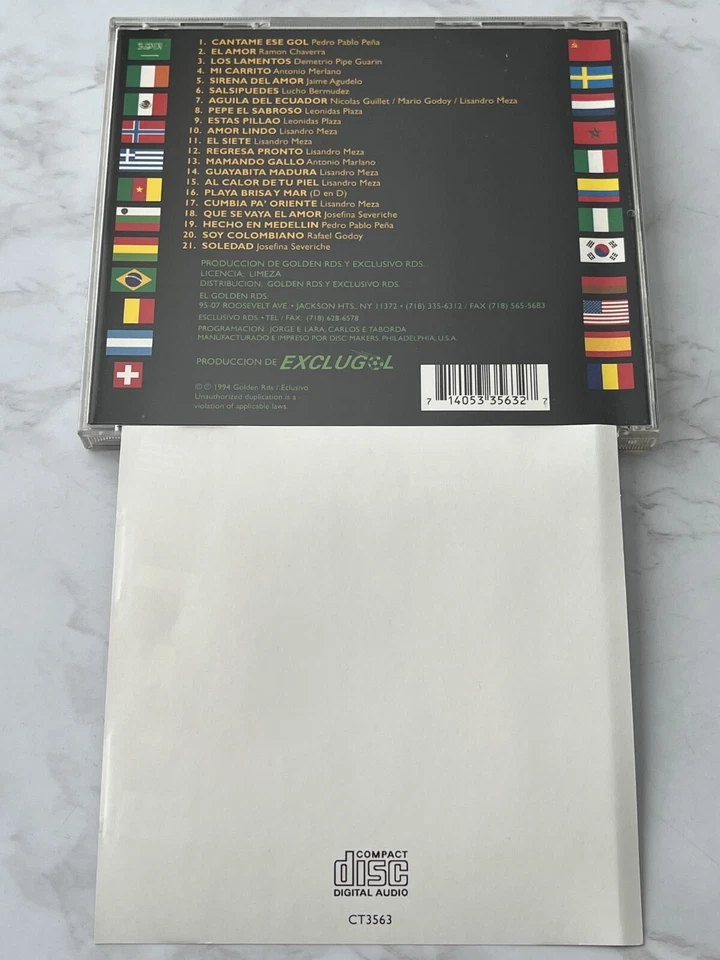 1. CANTAME ESE GOL Pedro Pablo Peña
2. EL AMOR Ramon Chaverra
3. LOS LAMENTOS Demetrio Pipe Guarin
4. MI CARRITO Antonio Merlano
5. SIRENA DEL AMOR Jaime Agudelo
6. SALSIPUEDES Lucho Bermudez
7. AGUILA DEL ECUADOR Nicolas Guillet / Mario Godoy / Lisandro Meza
8. PEPE EL SABROSO Leonidas Plaza
9. ESTAS PILLAO Leonidas Plaza
10. AMOR LINDO Lisandro Meza
11. EL SIETE Lisandro Meza
12. REGRESA PRONTO Lisandro Meza
13. MAMANDO GALLO Antonio Marlano
14. GUAYABITA MADURA Lisandro Meza
15. AL CALOR DE TU PIEL Lisandro Meza
16. PLAYA BRISA Y MAR (D en D)
17. CUMBIA PA' ORIENTE Lisandro Meza
18. QUE SE VAYA EL AMOR Josefina Severiche
19. HECHO EN MEDELLIN Pedro Pablo Peña
20. SOY COLOMBIANO Rafael Godoy
21. SOLEDAD Josefina Severiche
PRODUCCION DE GOLDEN RDS. Y EXCLUSIVO RDS.
LICENCIA, LIMEZA
DISTRIBUCION: GOLDEN RDS. Y EXCLUSIVO RDS.
EL GOLDEN RDS.
95-07 ROOSEVELT AVE. • JACKSON HTS., NY 11372 • (718) 335-6312 / FAX (718) 565-5683
ESCLUSIVO RDS. • TEL / FAX: (718) 628-6578
PROGRAMACION: JORGE E. LARA, CARLOS E. TABORDA
MANUFACTURADO E IMPRESO POR DISC MAKERS, PHILADELPHIA, U.S.A.
PRODUCCION DE EXCLUGOL
©℗ 1994 Golden Rds / Eclusivo
Unauthorized duplication is a
violation of applicable laws.
7 14053 35632 7
COMPACT
disc
DIGITAL AUDIO
CT3563